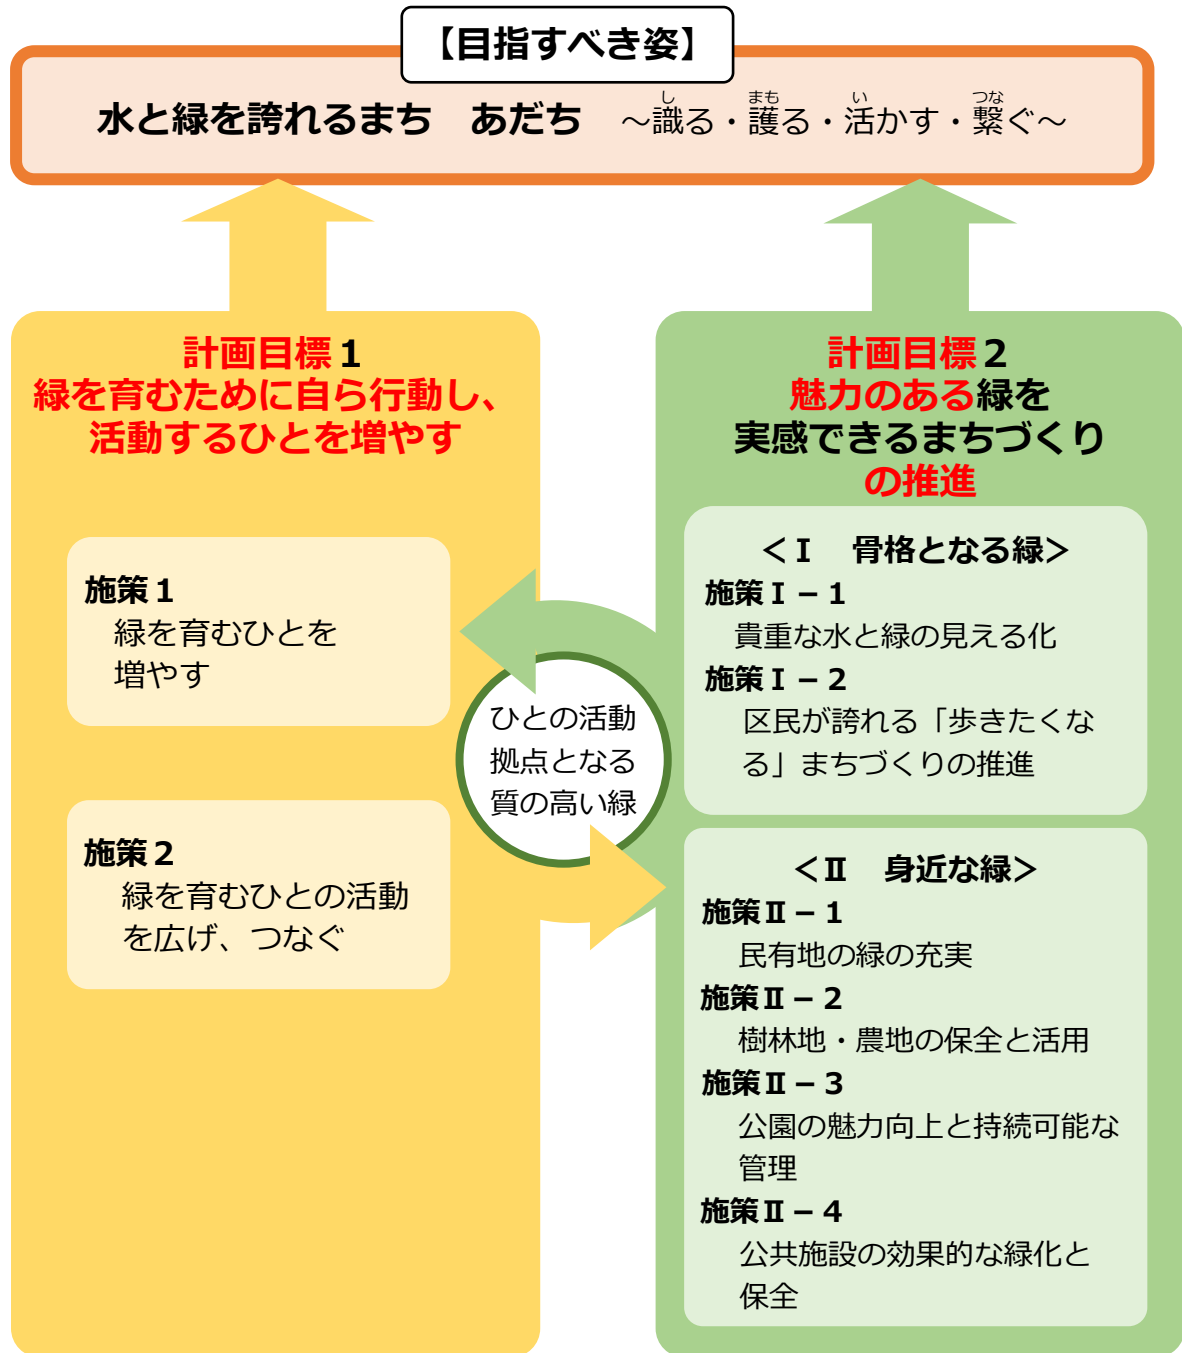 【目指すべき姿】
水と緑を誇れるまち　あだち　～識る・護る・活かす・繋ぐ～
し　まも　い　つな
計画目標１
緑を育むために自ら行動し、
活動するひとを増やす
施策１
緑を育むひとを
増やす
施策２
緑を育むひとの活動
を広げ、つなぐ
ひとの活動
拠点となる
質の高い緑
計画目標２
魅力のある緑を
実感できるまちづくり
の推進
＜Ⅰ　骨格となる緑＞
施策Ⅰ－１
貴重な水と緑の見える化
施策Ⅰ－２
区民が誇れる「歩きたくな
る」まちづくりの推進
＜Ⅱ　身近な緑＞
施策Ⅱ－１
民有地の緑の充実
施策Ⅱ－２
樹林地・農地の保全と活用
施策Ⅱ－３
公園の魅力向上と持続可能な
管理
施策Ⅱ－４
公共施設の効果的な緑化と
保全